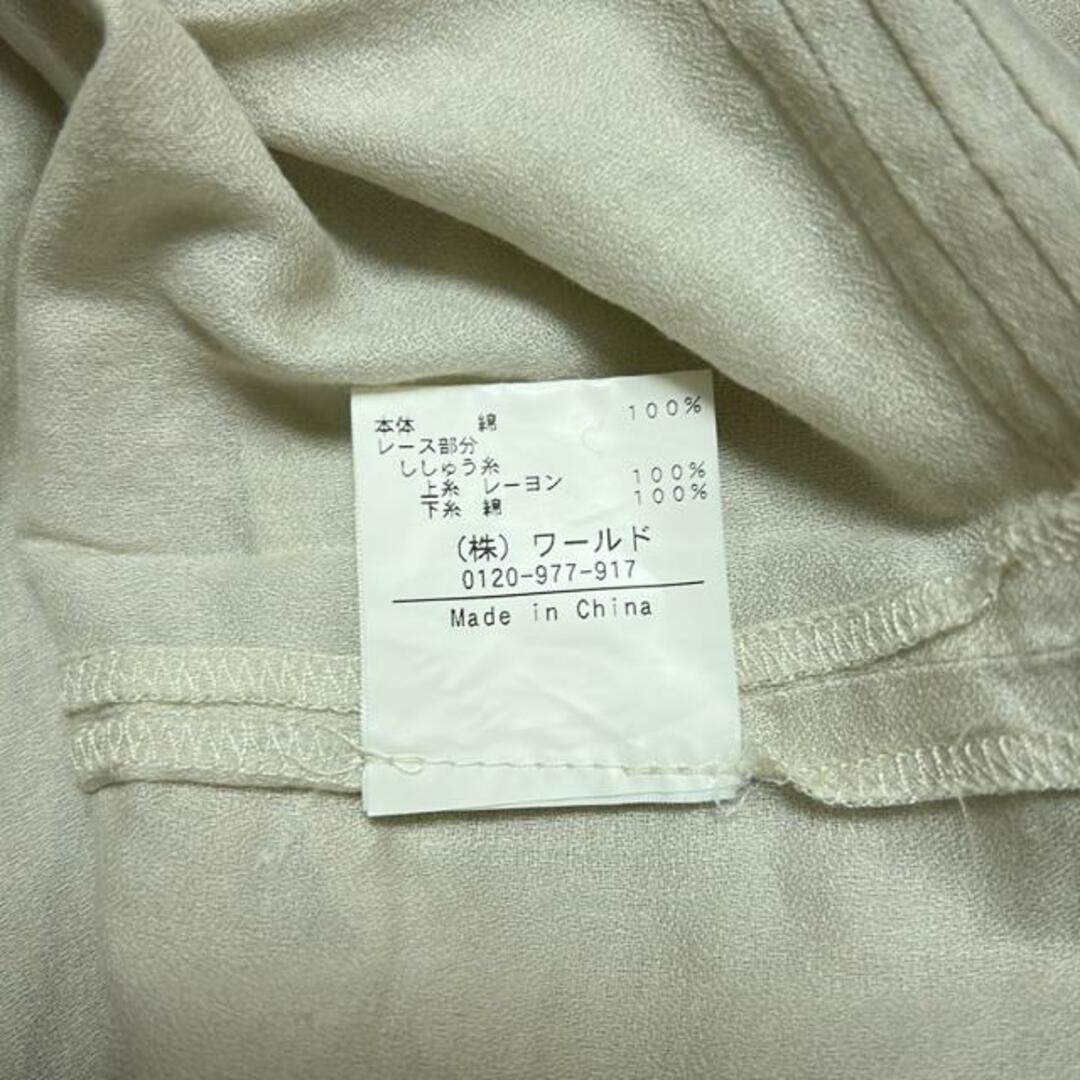 本体 綿 100%
レース部分
ししゅう糸
上糸 レーヨン 100%
下糸 綿 100%
(株) ワールド
0120-977-917
Made in China